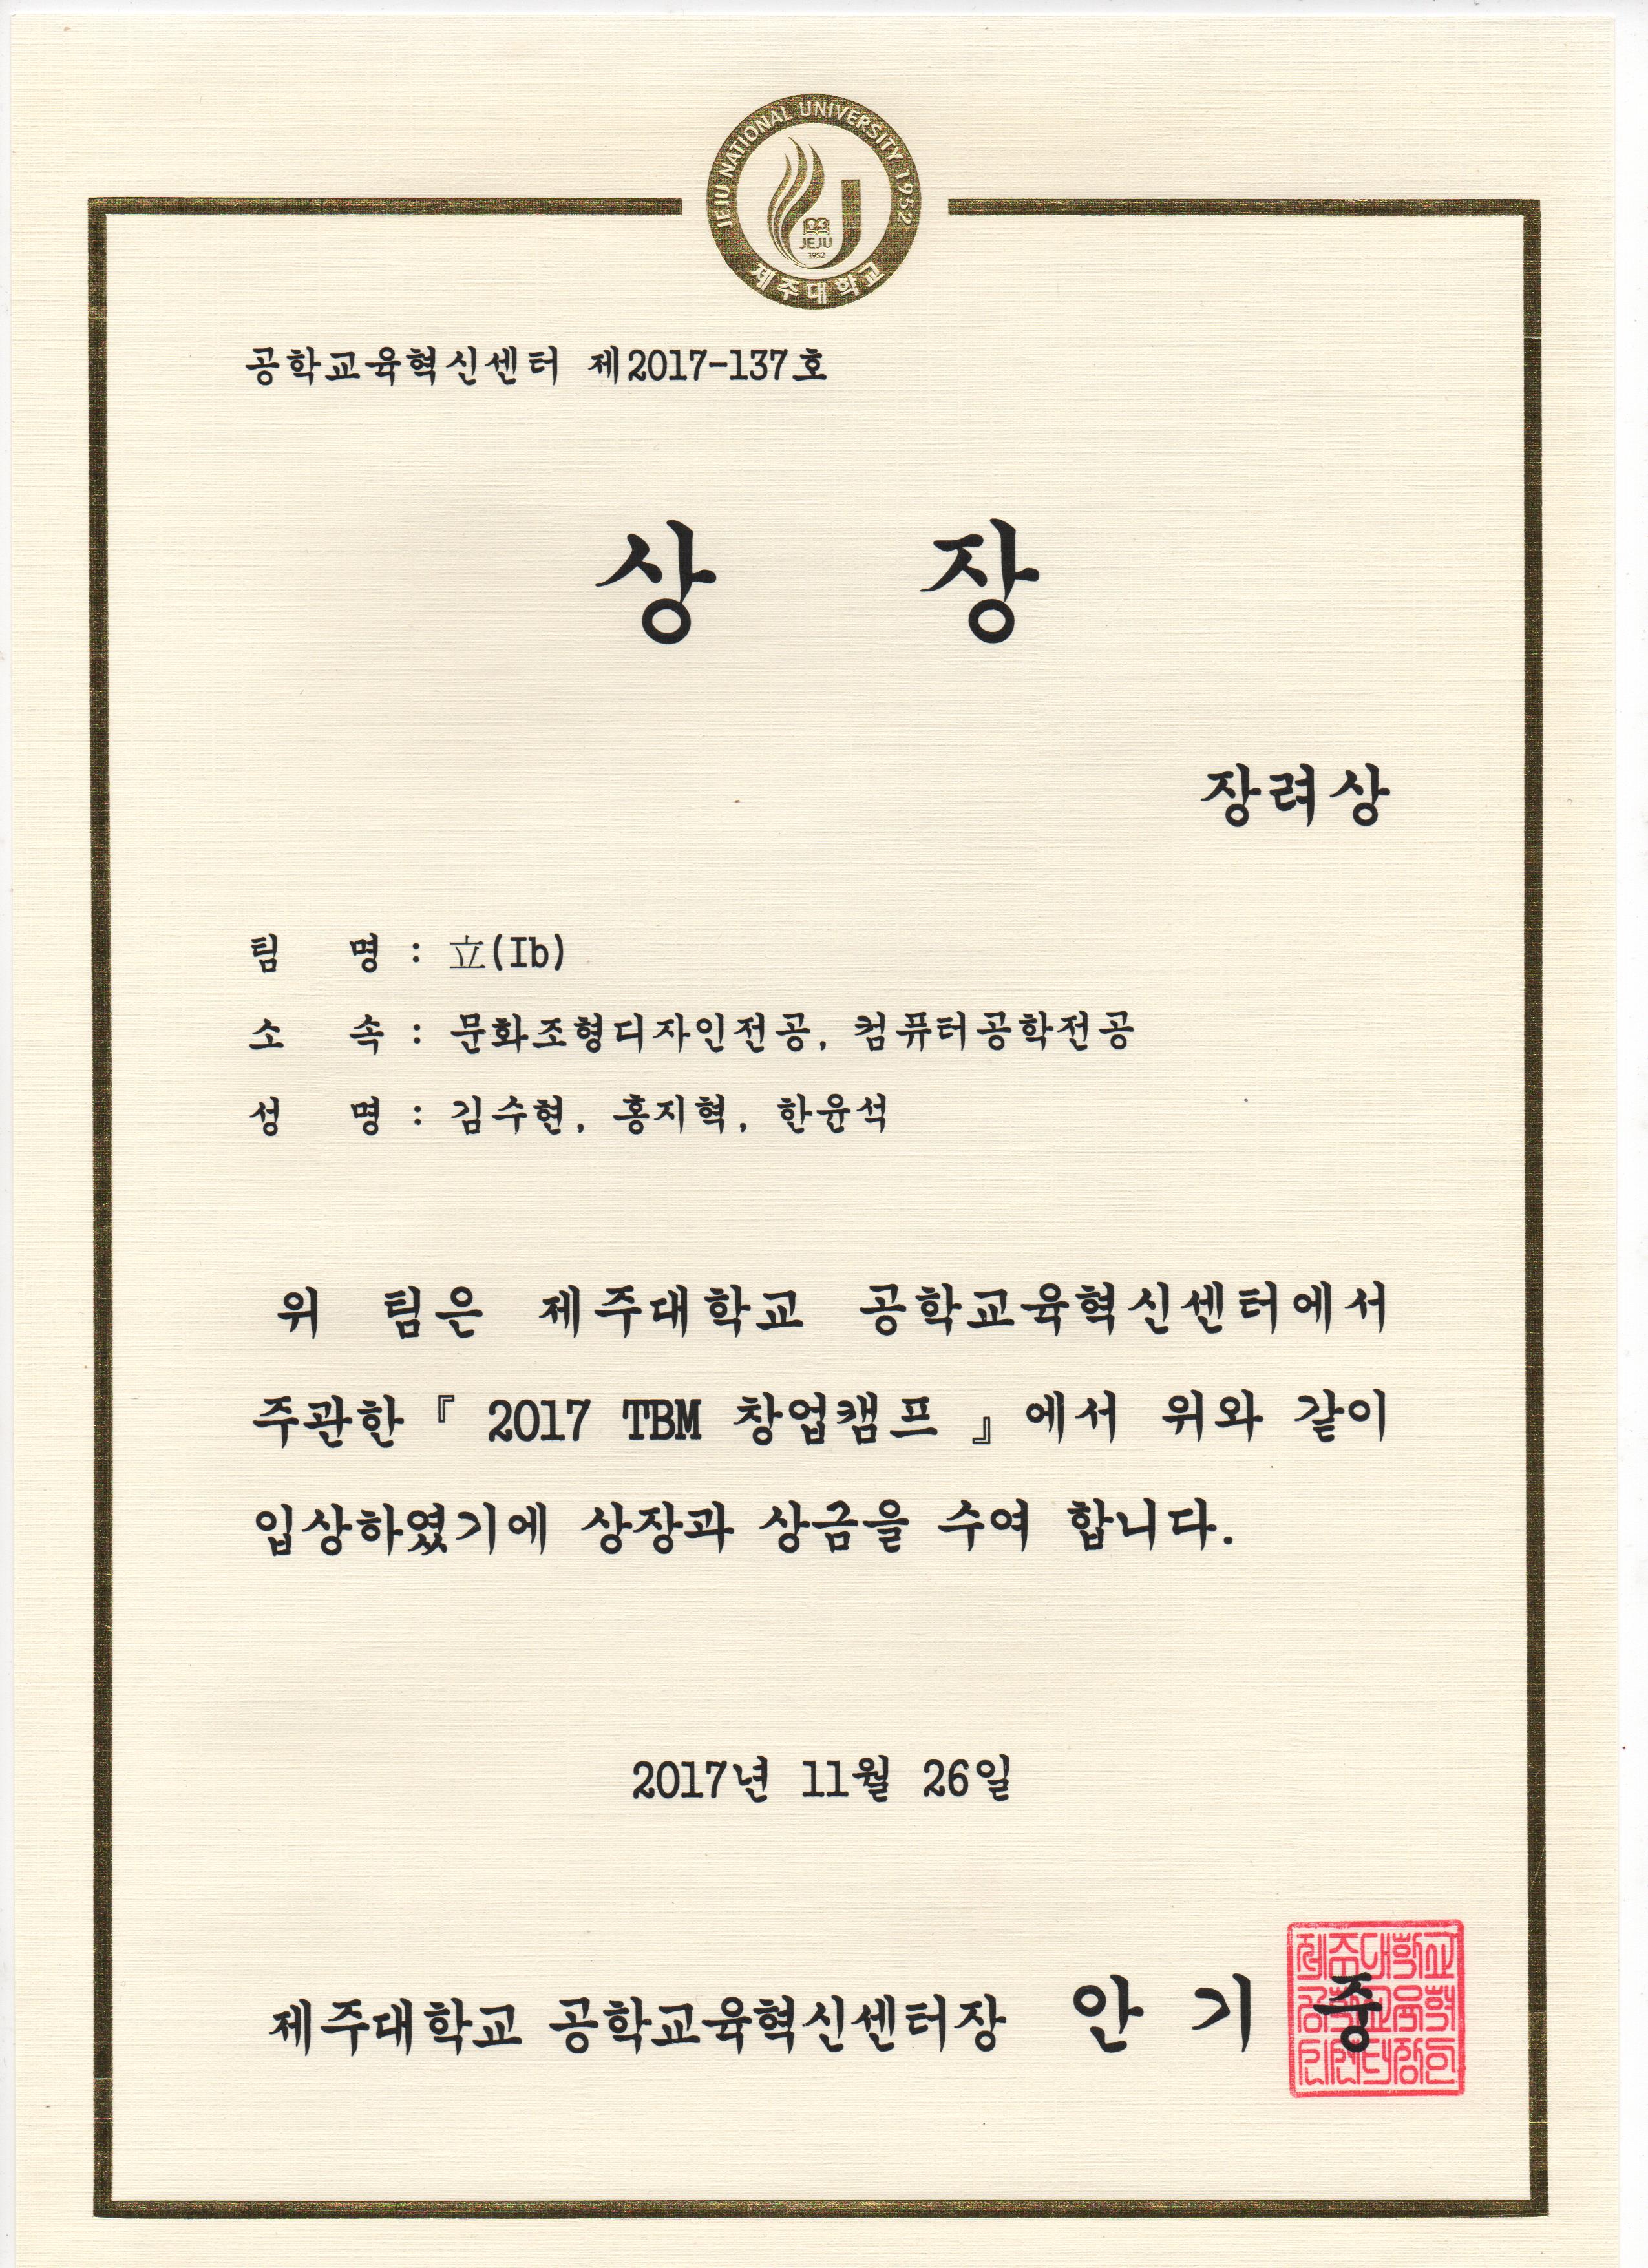 JEJU NATIONAL UNIVERSITY 1952
JEJU
1952
제주대학교
공학교육혁신센터 제2017-137호
상 장
장려상
팀 명 : 立(Ib)
소 속 : 문화조형디자인전공, 컴퓨터공학전공
성 명 : 김수현, 홍지혁, 한윤석
위 팀은 제주대학교 공학교육혁신센터에서
주관한『 2017 TBM 창업캠프 』에서 위와 같이
입상하였기에 상장과 상금을 수여 합니다.
2017년 11월 26일
제주대학교 공학교육혁신센터장 안 기 중
제주대학교
공학교육혁
신센터장인